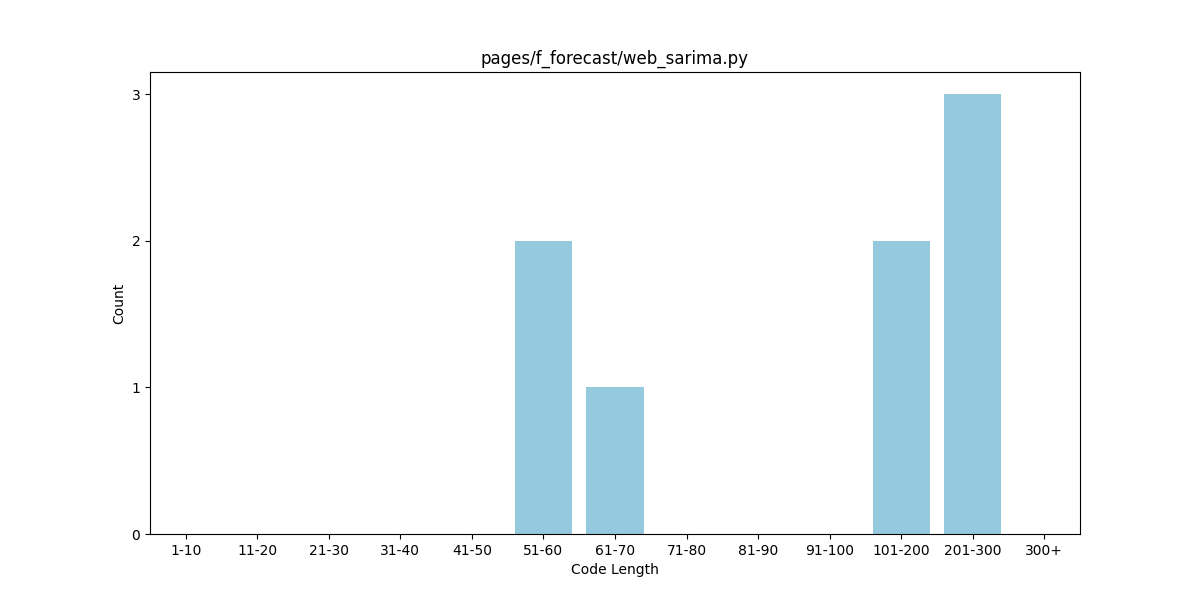 pages/f_forecast/web_sarima.py
3
2
1
0
Count
1-10 11-20 21-30 31-40 41-50 51-60 61-70 71-80 81-90 91-100 101-200 201-300 300+
Code Length